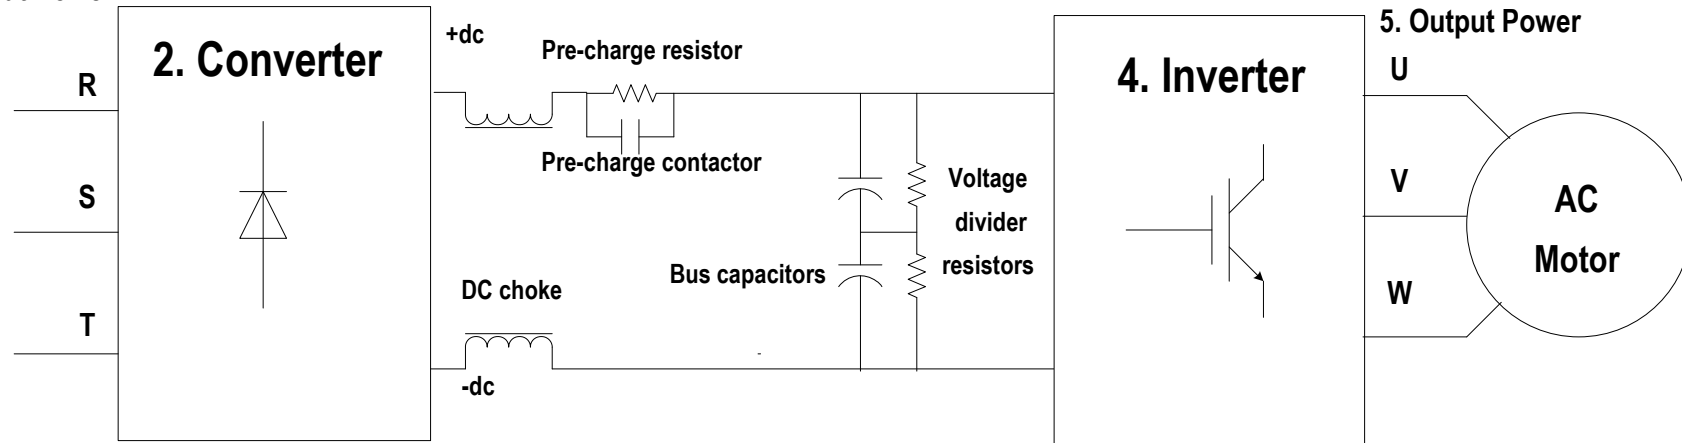 5. Output Power
2. Converter
+dc
Pre-charge resistor
4. Inverter
R
U
Pre-charge contactor
S
Voltage
divider
resistors
V
AC
Motor
Bus capacitors
DC choke
T
W
-dc